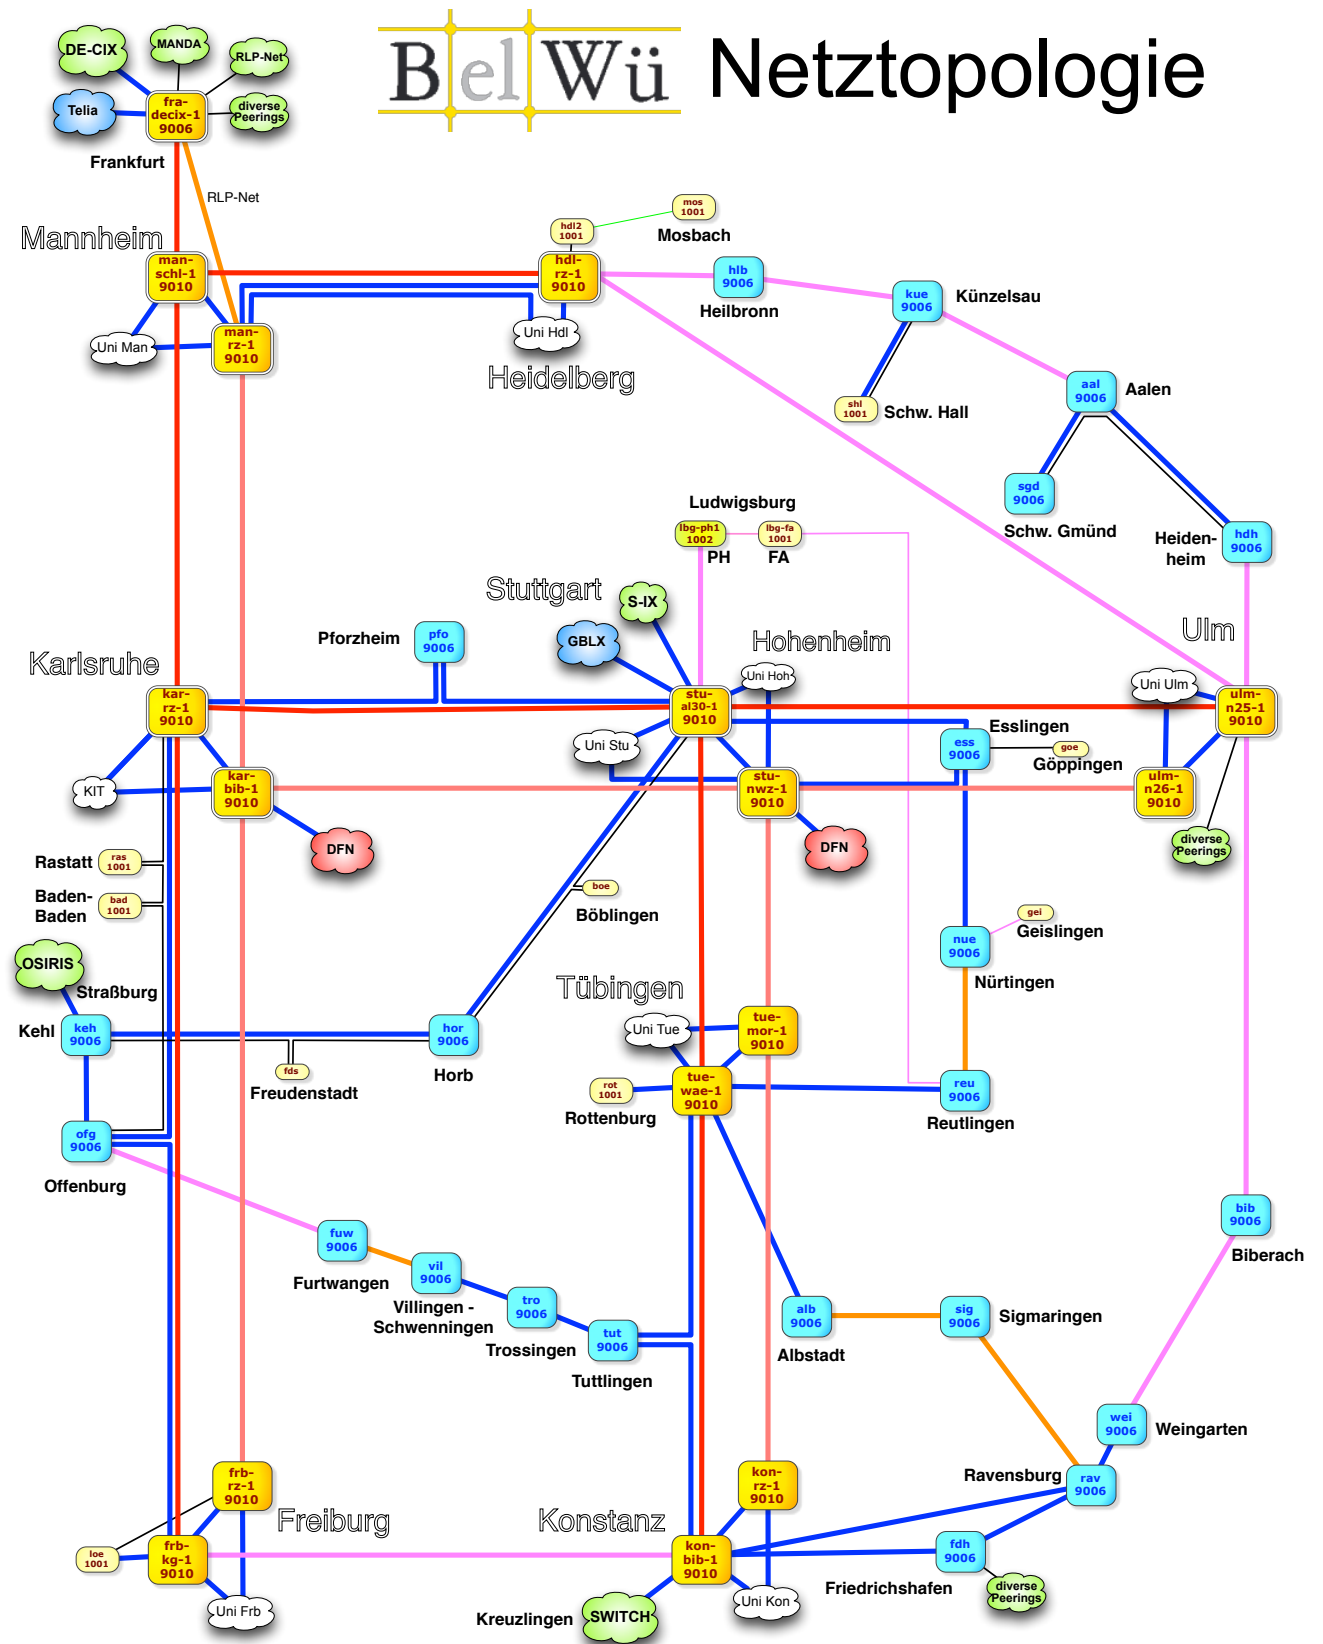 BelWü Netztopologie
DE-CIX
MANDA
RLP-Net
Telia
fra-
decix-1
9006
diverse
Peerings
Frankfurt
RLP-Net
Mannheim
man-
schl-1
9010
Uni Man
man-
rz-1
9010
mos
1001
Mosbach
hdl2
1001
hdl-
rz-1
9010
Uni Hdl
Heidelberg
hlb
9006
Heilbronn
kue
9006
Künzelsau
shl
1001
Schw. Hall
aal
9006
Aalen
sgd
9006
Schw. Gmünd
Heiden-
heim
hdh
9006
Ludwigsburg
lbg-ph1
1002
PH
lbg-fa
1001
FA
Stuttgart
S-IX
GBLX
Hohenheim
Uni Hoh
Ulm
Uni Ulm
Pforzheim
pfo
9006
Karlsruhe
kar-
rz-1
9010
stu-
al30-1
9010
ulm-
n25-1
9010
Uni Stu
Esslingen
ess
9006
goe
Göppingen
KIT
kar-
bib-1
9010
stu-
nwz-1
9010
ulm-
n26-1
9010
DFN
DFN
diverse
Peerings
Rastatt
ras
1001
Baden-
Baden
bad
1001
boe
Böblingen
gei
Geislingen
nue
9006
Nürtingen
OSIRIS
Straßburg
Kehl
keh
9006
hor
9006
Horb
fds
Freudenstadt
Tübingen
Uni Tue
tue-
mor-1
9010
tue-
wae-1
9010
rot
1001
Rottenburg
reu
9006
Reutlingen
ofg
9006
Offenburg
fuw
9006
Furtwangen
vil
9006
Villingen -
Schwenningen
tro
9006
Trossingen
tut
9006
Tuttlingen
bib
9006
Biberach
alb
9006
Albstadt
sig
9006
Sigmaringen
wei
9006
Weingarten
Ravensburg
rav
9006
frb-
rz-1
9010
Freiburg
loe
1001
frb-
kg-1
9010
Uni Frb
Konstanz
kon-
rz-1
9010
kon-
bib-1
9010
Uni Kon
Kreuzlingen
SWITCH
fdh
9006
Friedrichshafen
diverse
Peerings